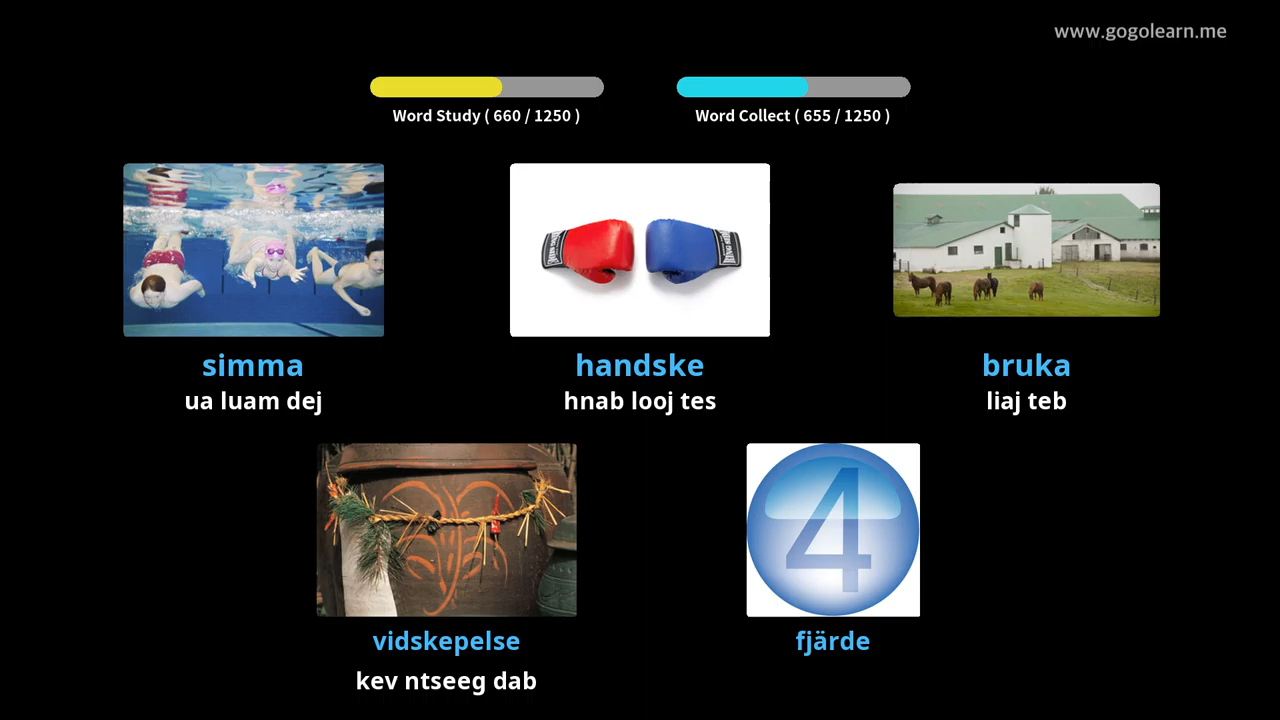 www.gogolearn.me
Word Study ( 660 / 1250 )
Word Collect ( 655 / 1250 )
simma
handske
bruka
ua luam dej
hnab looj tes
liaj teb
4
vidskepelse
fjärde
kev ntseeg dab